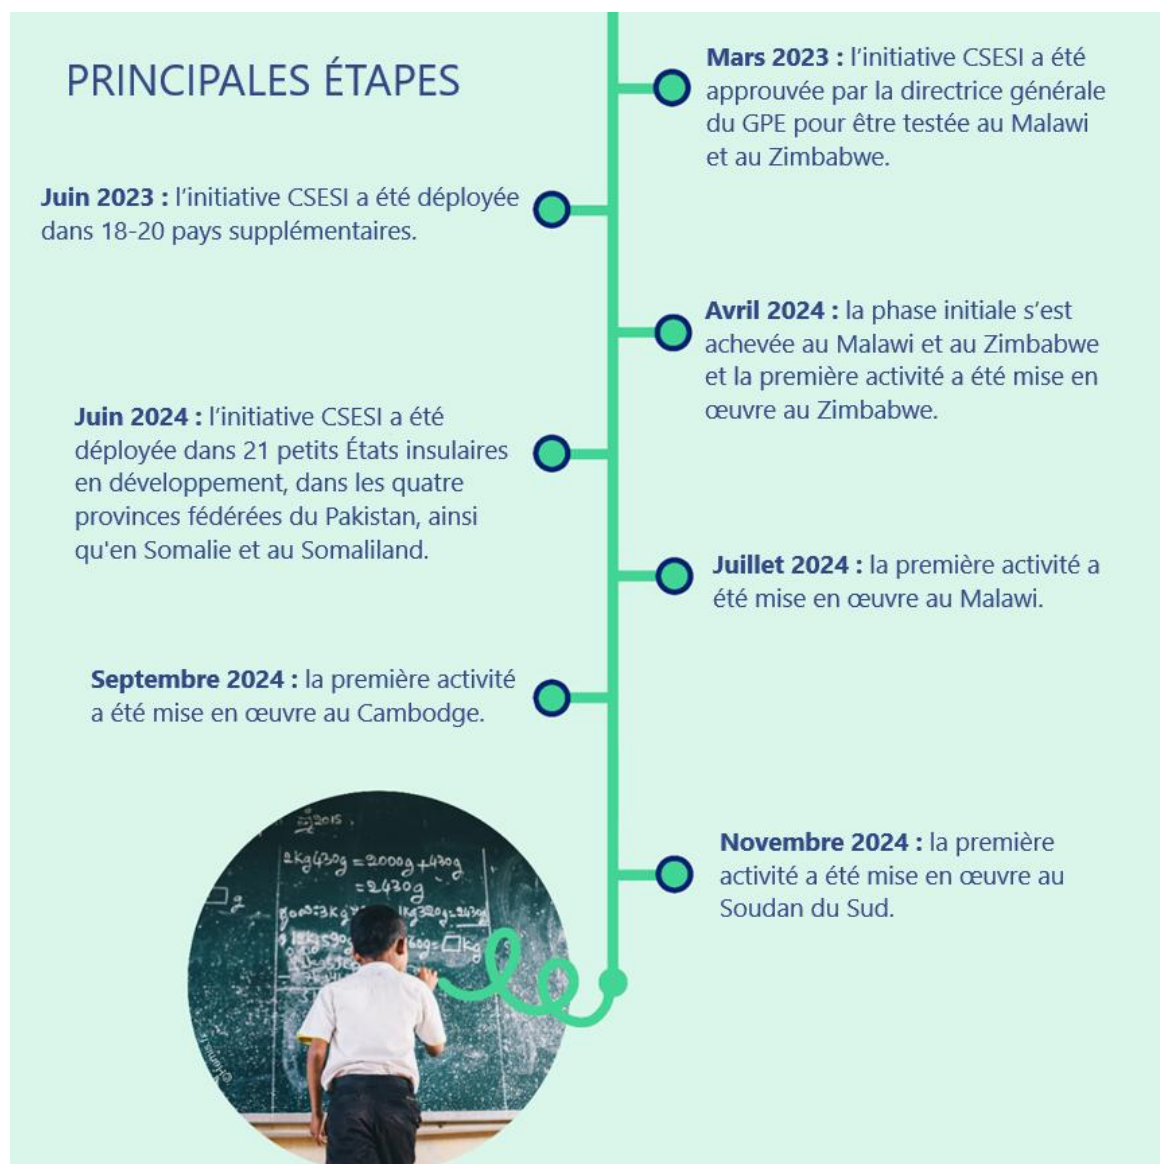 PRINCIPALES ÉTAPES
Mars 2023 : l’initiative CSESI a été
approuvée par la directrice générale
du GPE pour être testée au Malawi
et au Zimbabwe.
Juin 2023 : l’initiative CSESI a été déployée
dans 18-20 pays supplémentaires.
Avril 2024 : la phase initiale s’est
achevée au Malawi et au Zimbabwe
et la première activité a été mise en
œuvre au Zimbabwe.
Juin 2024 : l’initiative CSESI a été
déployée dans 21 petits États insulaires
en développement, dans les quatre
provinces fédérées du Pakistan, ainsi
qu'en Somalie et au Somaliland.
Juillet 2024 : la première activité a
été mise en œuvre au Malawi.
Septembre 2024 : la première activité
a été mise en œuvre au Cambodge.
Novembre 2024 : la première
activité a été mise en œuvre au
Soudan du Sud.
2015
2kg430g = 2000g + 430g
= 2430g